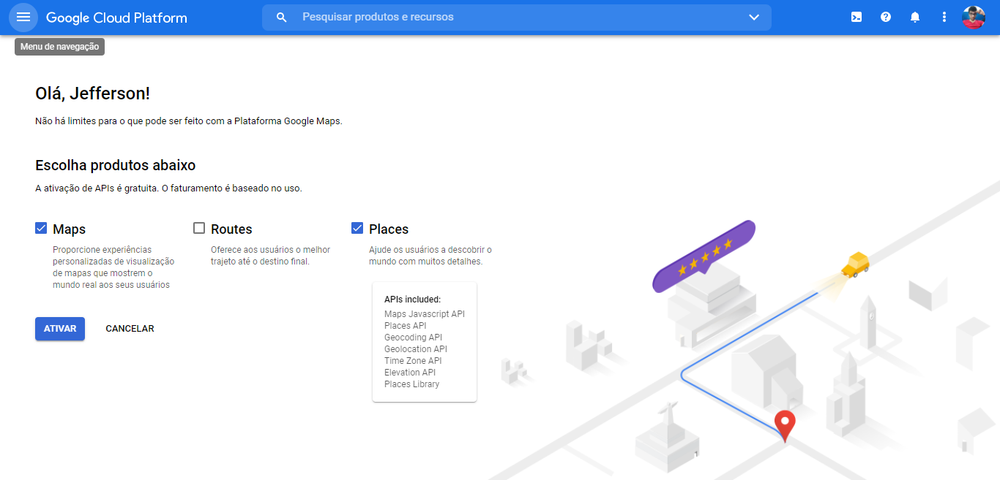 Google Cloud Platform
Pesquisar produtos e recursos
Menu de navegação
Olá, Jefferson!
Não há limites para o que pode ser feito com a Plataforma Google Maps.
Escolha produtos abaixo
A ativação de APIs é gratuita. O faturamento é baseado no uso.
Maps
Proporcione experiências
personalizadas de visualização
de mapas que mostrem o
mundo real aos seus usuários
Routes
Oferece aos usuários o melhor
trajeto até o destino final.
Places
Ajude os usuários a descobrir o
mundo com muitos detalhes.
APIs included:
Maps Javascript API
Places API
Geocoding API
Geolocation API
Time Zone API
Elevation API
Places Library
ATIVAR
CANCELAR